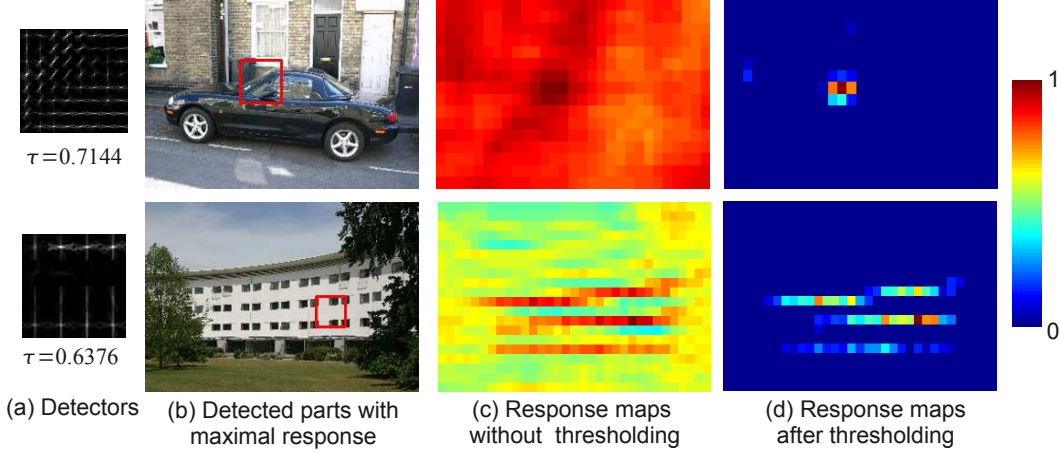 τ=0.7144
1
τ=0.6376
0
(a) Detectors
(b) Detected parts with
maximal response
(c) Response maps
without thresholding
(d) Response maps
after thresholding